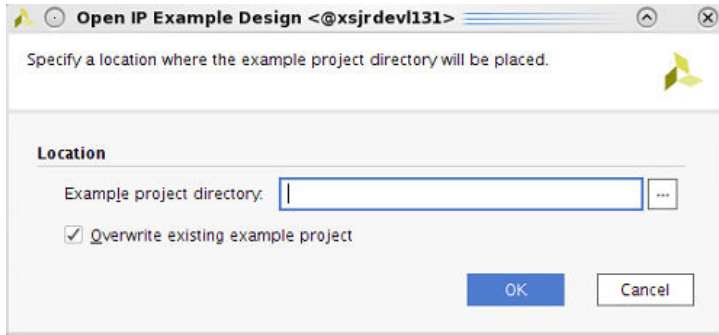 Open IP Example Design <@xsjrdevl131>
Specify a location where the example project directory will be placed.
Location
Example project directory:
...
Overwrite existing example project
OK
Cancel